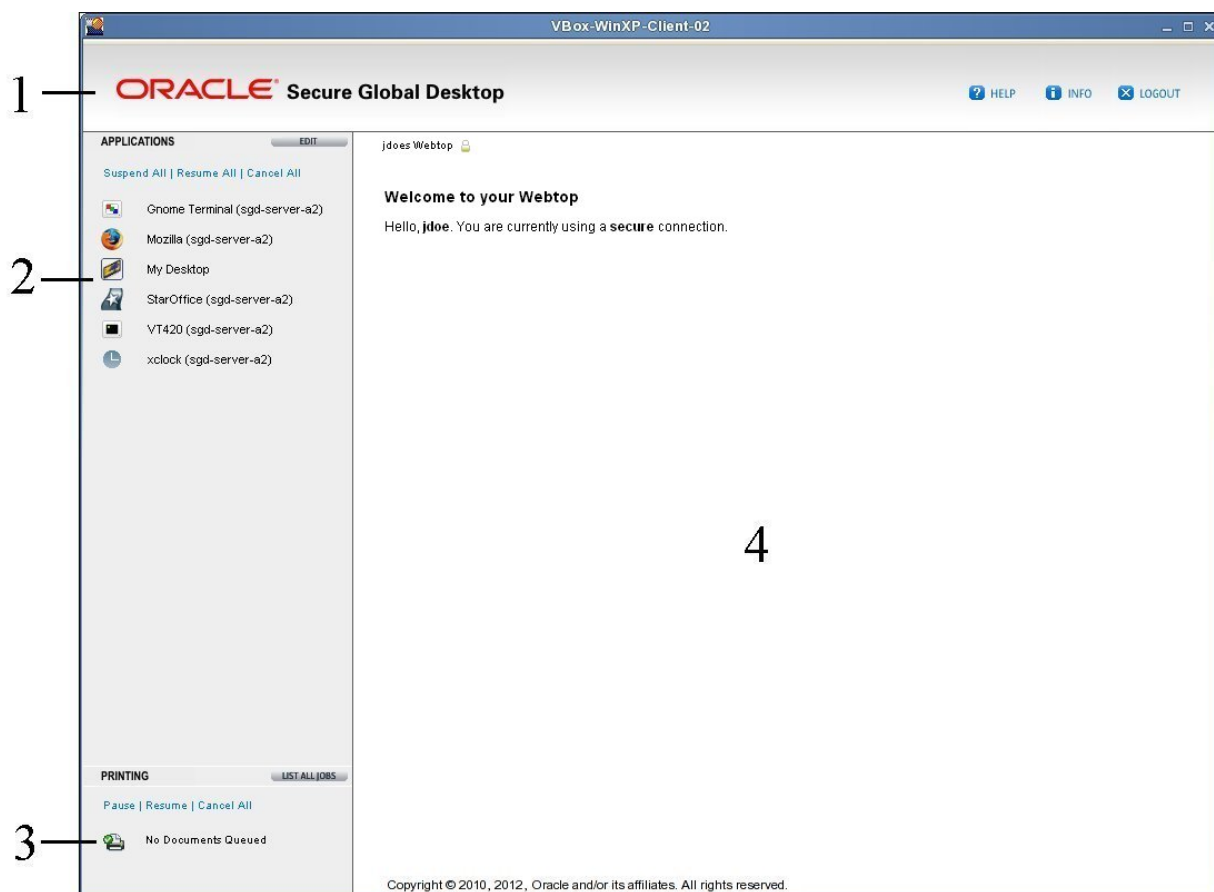 VBox-WinXP-Client-02
1
ORACLE® Secure Global Desktop
HELP INFO LOGOUT
APPLICATIONS EDIT
jdoes Webtop
Suspend All | Resume All | Cancel All
Welcome to your Webtop
Hello, jdoe. You are currently using a secure connection.
Gnome Terminal (sgd-server-a2)
Mozilla (sgd-server-a2)
2
My Desktop
StarOffice (sgd-server-a2)
VT420 (sgd-server-a2)
xclock (sgd-server-a2)
4
PRINTING LIST ALL JOBS
Pause | Resume | Cancel All
3
No Documents Queued
Copyright © 2010, 2012, Oracle and/or its affiliates. All rights reserved.